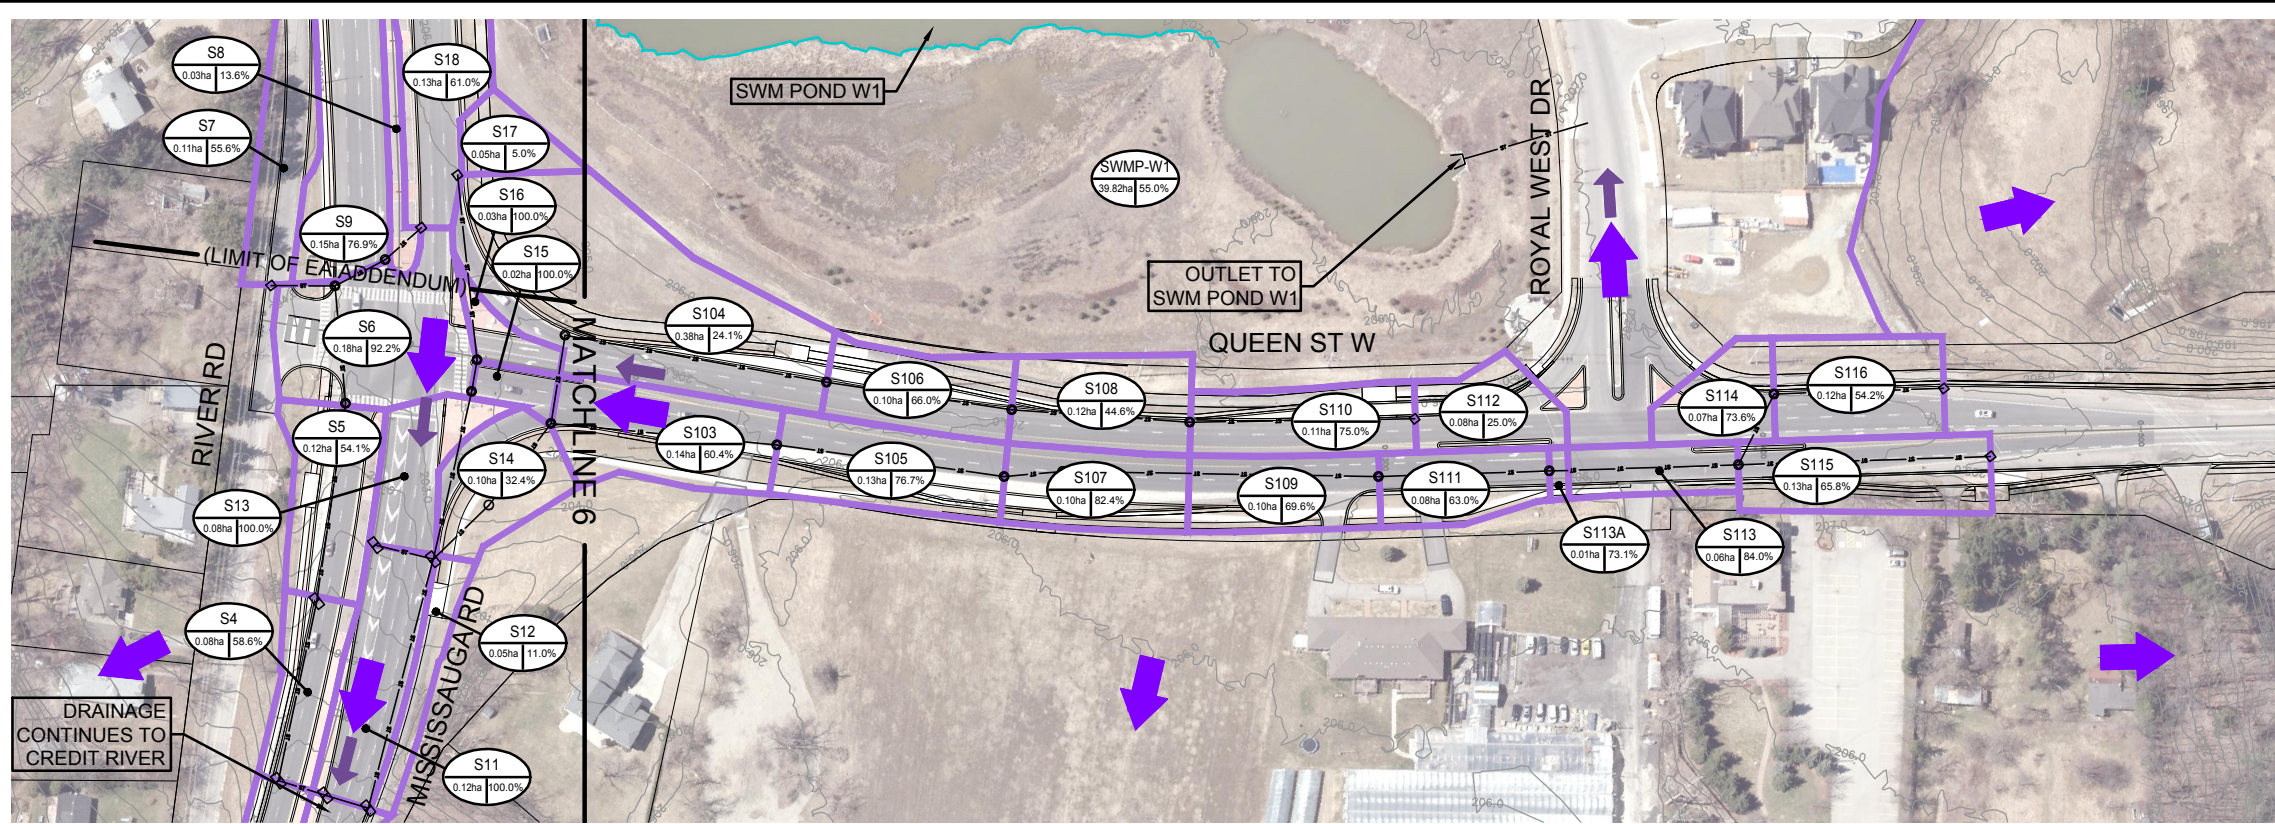 S8
0.03ha 13.6%
S18
0.13ha 61.0%
SWM POND W1
S7
0.11ha 55.6%
S17
0.05ha 5.0%
SWMP-W1
39.82ha 55.0%
ROYAL WEST DR
S16
0.03ha 100.0%
S9
0.15ha 76.9%
S15
0.02ha 100.0%
(LIMIT OF EA ADDENDUM)
OUTLET TO
SWM POND W1
S6
0.18ha 92.2%
S104
0.38ha 24.1%
QUEEN ST W
MATCHLINE 6
RIVER RD
S106
0.10ha 66.0%
S108
0.12ha 44.6%
S110
0.11ha 75.0%
S112
0.08ha 25.0%
S114
0.07ha 73.6%
S116
0.12ha 54.2%
S5
0.12ha 54.1%
S103
0.14ha 60.4%
S14
0.10ha 32.4%
S105
0.13ha 76.7%
S107
0.10ha 82.4%
S109
0.10ha 69.6%
S111
0.08ha 63.0%
S115
0.13ha 65.8%
S13
0.08ha 100.0%
S113A
0.01ha 73.1%
S113
0.06ha 84.0%
S4
0.08ha 58.6%
S12
0.05ha 11.0%
MISSISSAUGA RD
DRAINAGE
CONTINUES TO
CREDIT RIVER
S11
0.12ha 100.0%
206.0
206.0
206.0